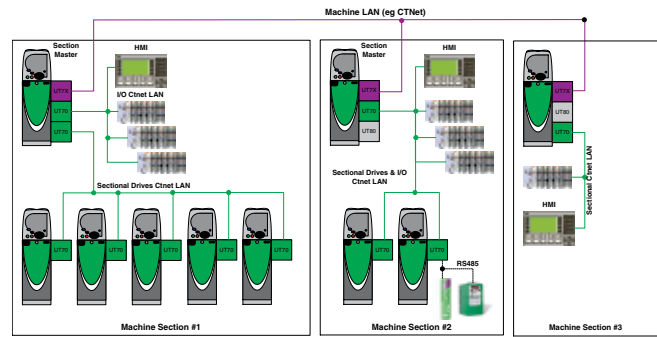 Machine LAN (eg CTNet)
Section
Master
HMI
UT7X
I/O Ctnet LAN
UT70
UT70
Sectional Drives Ctnet LAN
UT70
UT70
UT70
UT70
UT70
Machine Section #1
Section
Master
HMI
UT7X
UT70
UT80
Sectional Drives & I/O
Ctnet LAN
UT70
UT70
RS485
Machine Section #2
UT7X
UT80
UT70
Sectional Ctnet LAN
HMI
Machine Section #3